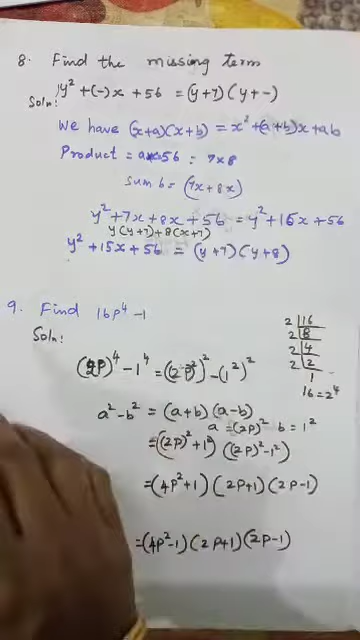 8. Find the missing term
y² + (-)x + 56 = (y+7)(y+-)
Soln:
We have (x+a)(x+b) = x²+(a+b)x+ab
Product = 56 = 7x8
sum b = (7x+8x)
y²+7x+8x+56 = y²+15x+56
y(y+7)+8(x+7)
y²+15x+56 = (y+7)(y+8)
9. Find 16p⁴-1
Soln:
2 16
2 8
2 4
2 2
1
16=2⁴
(2P)⁴-1⁴ = (2P²)²-(1²)²
a²-b² = (a+b)(a-b)
a = (2P)² b = 1²
= ((2P)²+1²) ((2P)²-1²)
= (4P²+1) (2P+1) (2P-1)
= (4P²-1) (2P+1) (2P-1)